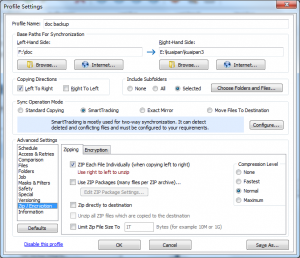 Profile Settings
Profile Name: doc backup
Base Paths for Synchronization
Left-Hand Side: Right-Hand Side:
F:\doc
Browse... Internet... Browse... Internet...
Copying Directions Include Subfolders
Left To Right Right To Left None All Selected Choose Folders and Files...
Sync Operation Mode
Standard Copying SmartTracking Exact Mirror Move Files To Destination
SmartTracking is mostly used for two-way synchronization. It can detect
deleted and conflicting files and must be configured to your requirements.
Configure...
Advanced Settings
Schedule
Access & Retries
Comparison
Files
Folders
Job
Masks & Filters
Safety
Special
Versioning
Zip / Encryption
Information
Defaults
Zipping Encryption
ZIP Each File Individually (when copying left to right)
Use right to left to unzip
Use ZIP Packages (many files per ZIP archive)...
Edit ZIP Package Settings...
Zip directly to destination
Unzip all ZIP files which are copied to the destination
Limit Zip File Size To 17 Bytes (for example 10M or 1G)
Compression Level
None
Fastest
Normal
Maximum
Disable this profile OK Cancel Save As...